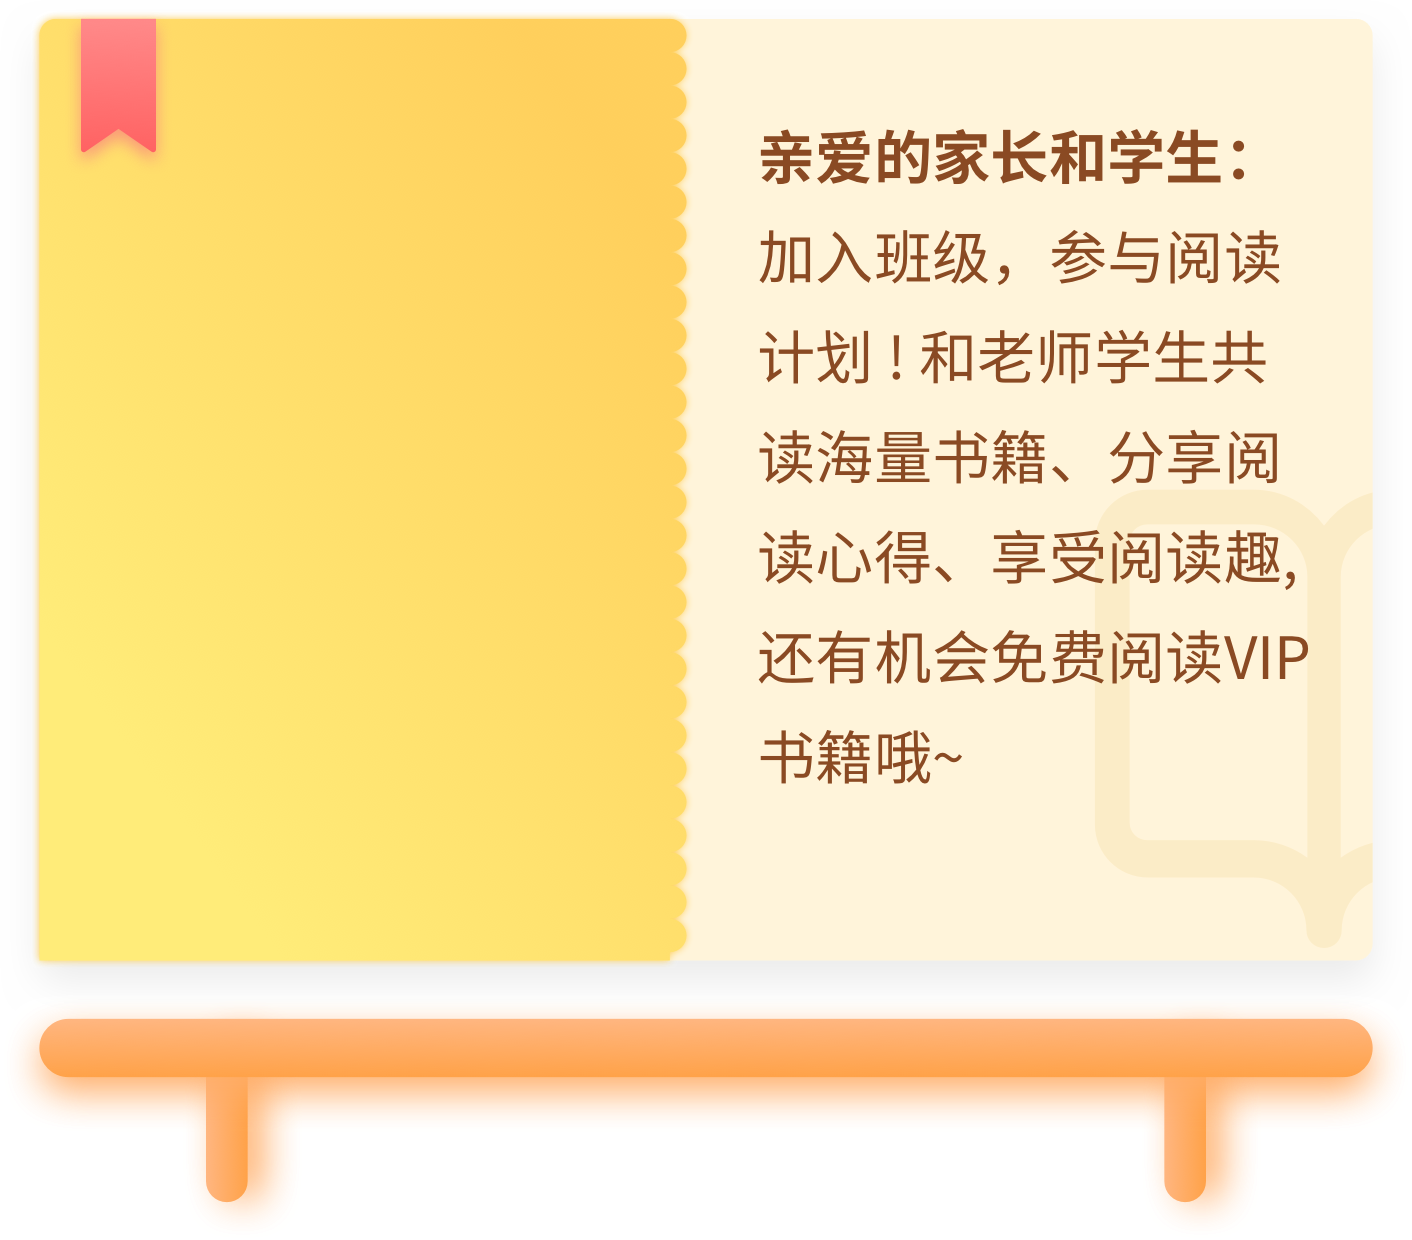 亲爱的家长和学生：
加入班级，参与阅读
计划！和老师学生共
读海量书籍、分享阅
读心得、享受阅读趣,
还有机会免费阅读VIP
书籍哦~